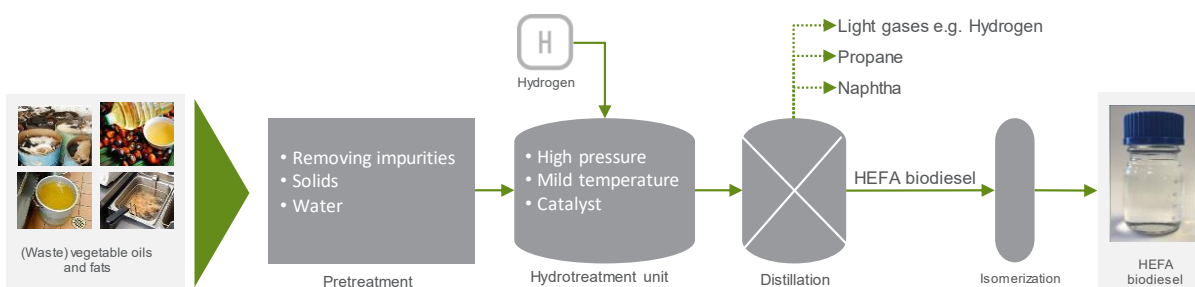 (Waste) vegetable oils
and fats
• Removing impurities
• Solids
• Water
Pretreatment
H
Hydrogen
• High pressure
• Mild temperature
• Catalyst
Hydrotreatment unit
Light gases e.g. Hydrogen
Propane
Naphtha
Distillation
HEFA biodiesel
Isomerization
HEFA
biodiesel